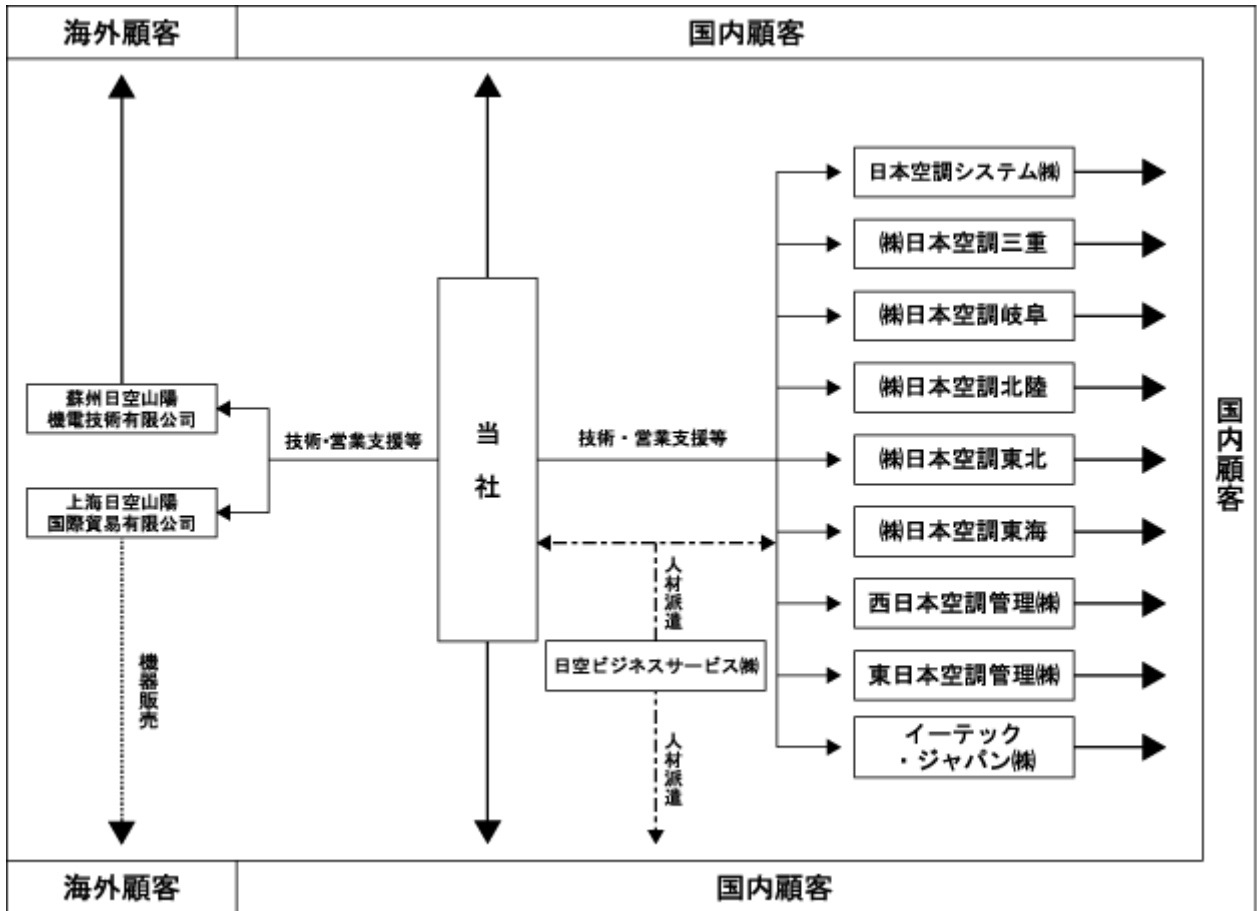 海外顧客
国内顧客
日本空調システム㈱
㈱日本空調三重
㈱日本空調岐阜
㈱日本空調北陸
㈱日本空調東北
㈱日本空調東海
西日本空調管理㈱
東日本空調管理㈱
イーテック
・ジャパン㈱
国内顧客
蘇州日空山陽
機電技術有限公司
上海日空山陽
国際貿易有限公司
技術・営業支援等
当社
技術・営業支援等
人材派遣
日空ビジネスサービス㈱
人材派遣
機器販売
海外顧客
国内顧客